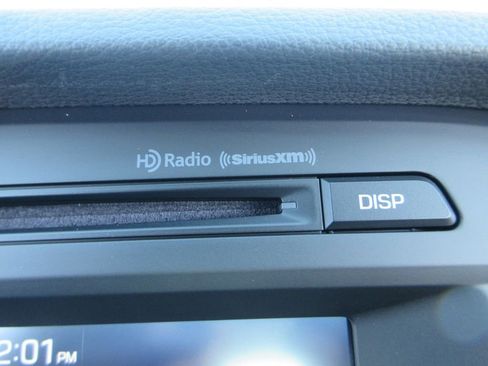 HD Radio ((SiriusXM))
DISP
2:01 PM